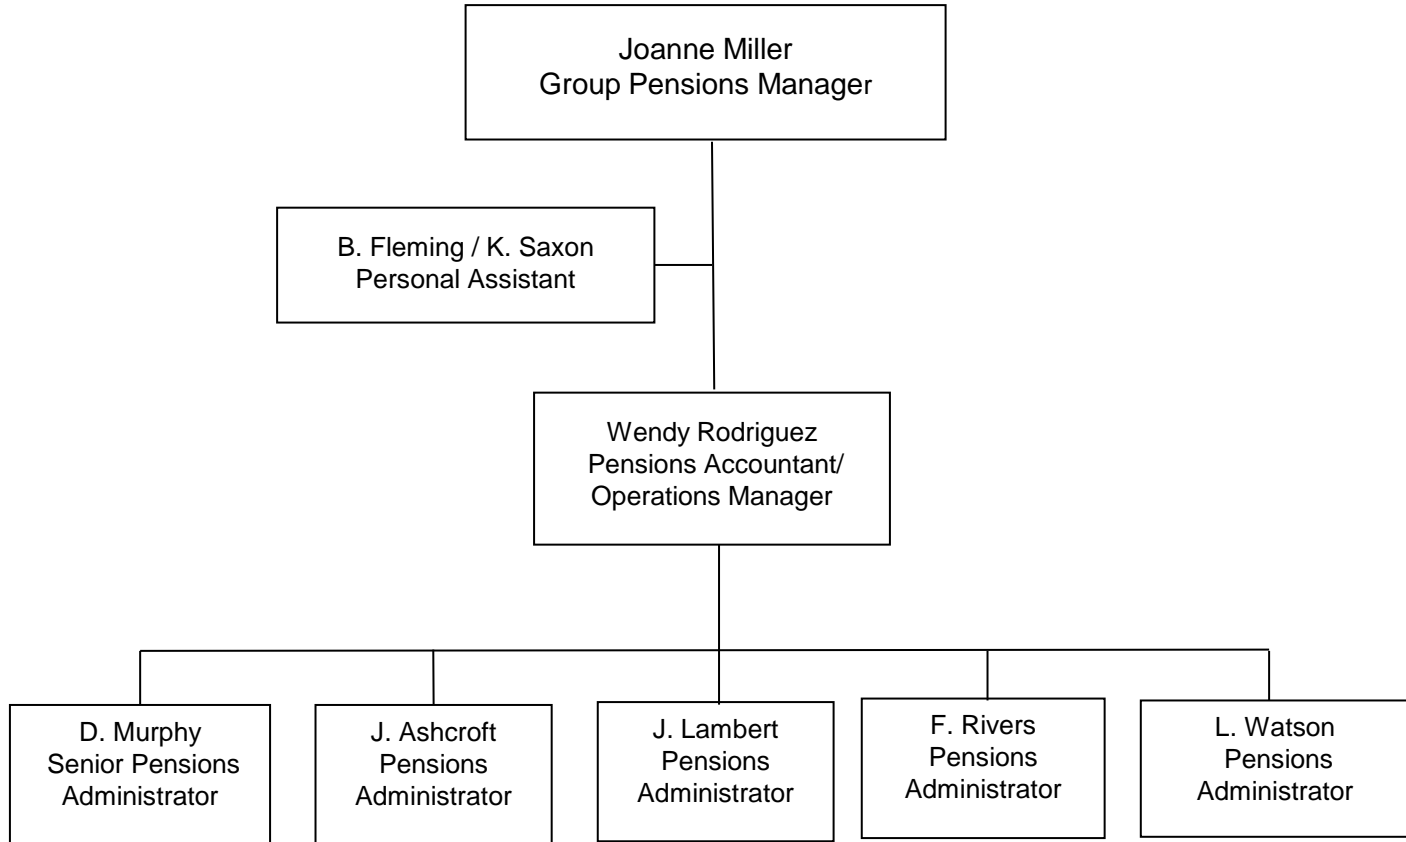 Joanne Miller
Group Pensions Manager
B. Fleming / K. Saxon
Personal Assistant
Wendy Rodriguez
Pensions Accountant/
Operations Manager
D. Murphy
Senior Pensions
Administrator
J. Ashcroft
Pensions
Administrator
J. Lambert
Pensions
Administrator
F. Rivers
Pensions
Administrator
L. Watson
Pensions
Administrator